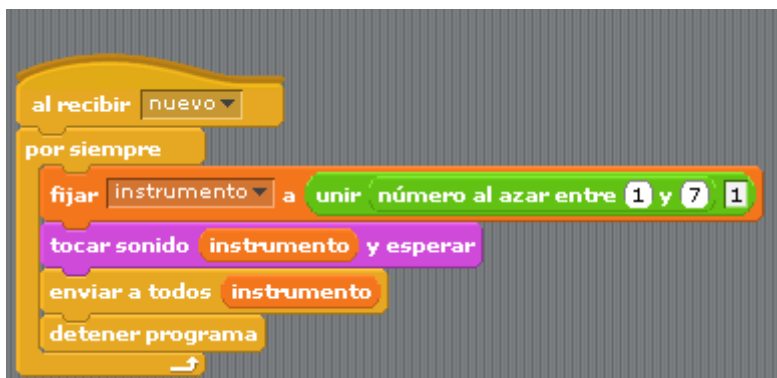 al recibir nuevo
por siempre
fijar instrumento a unir número al azar entre 1 y 7 1
tocar sonido instrumento y esperar
enviar a todos instrumento
detener programa